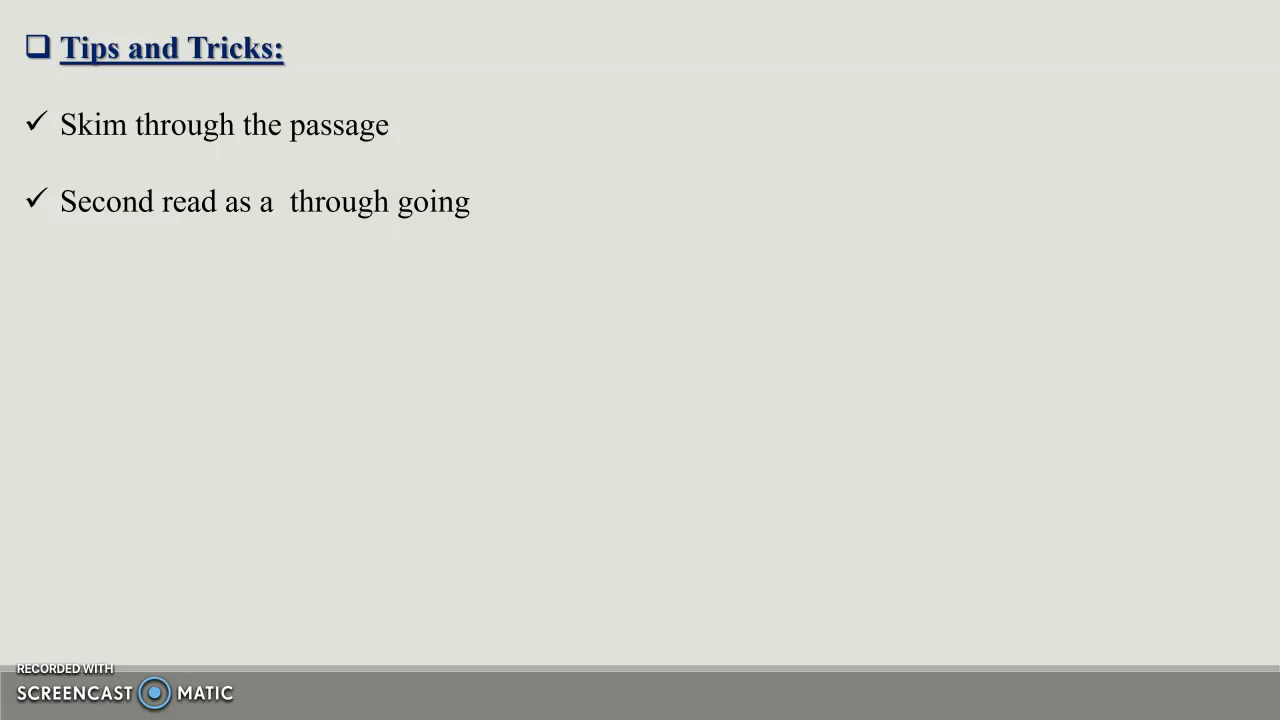 Tips and Tricks:
Skim through the passage
Second read as a  through going
RECORDED WITH
SCREENCAST MATIC